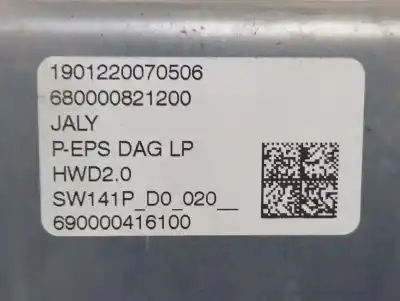 1901220070506
680000821200
JALY
P-EPS DAG LP
HWD2.0
SW141P_D0_020__
690000416100